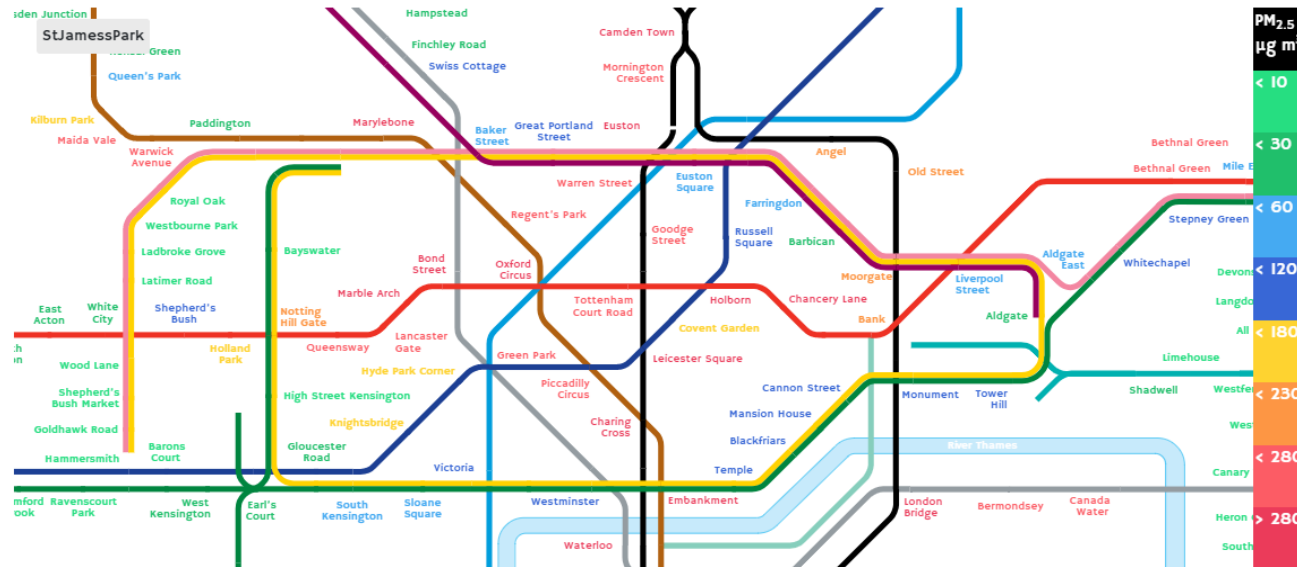 sden Junction
StJamessPark
Green
Queen's Park
Kilburn Park
Maida Vale
Warwick
Avenue
Paddington
Marylebone
Hampstead
Finchley Road
Swiss Cottage
Camden Town
Mornington
Crescent
Baker
Street
Great Portland
Street
Euston
Warren Street
Euston
Square
Angel
Old Street
Bethnal Green
Bethnal Green
Mile E
Stepney Green
Whitechapel
Royal Oak
Westbourne Park
Ladbroke Grove
Latimer Road
Bayswater
Regent's Park
Goodge
Street
Russell
Square
Farringdon
Barbican
Moorgate
Liverpool
Street
Aldgate
East
Aldgate
Bond
Street
Oxford
Circus
Marble Arch
Tottenham
Court Road
Holborn
Chancery Lane
Bank
East
Acton
White
City
Shepherd's
Bush
Notting
Hill Gate
Holland
Park
Queensway
Lancaster
Gate
Hyde Park Corner
Green Park
Covent Garden
Leicester Square
Piccadilly
Circus
Charing
Cross
Wood Lane
Shepherd's
Bush Market
Goldhawk Road
Hammersmith
Barons
Court
High Street Kensington
Knightsbridge
Gloucester
Road
Victoria
Cannon Street
Mansion House
Blackfriars
Temple
Monument
Tower
Hill
Limehouse
Shadwell
Westfer
Devons
Langdo
All
Wes
Canary
Heron
South
River Thames
mford
rook
Ravenscourt
Park
West
Kensington
Earl's
Court
South
Kensington
Sloane
Square
Westminster
Embankment
Waterloo
London
Bridge
Bermondsey
Canada
Water
PM2.5
µg m
< 10
< 30
< 60
< 120
< 180
< 230
< 280
> 280